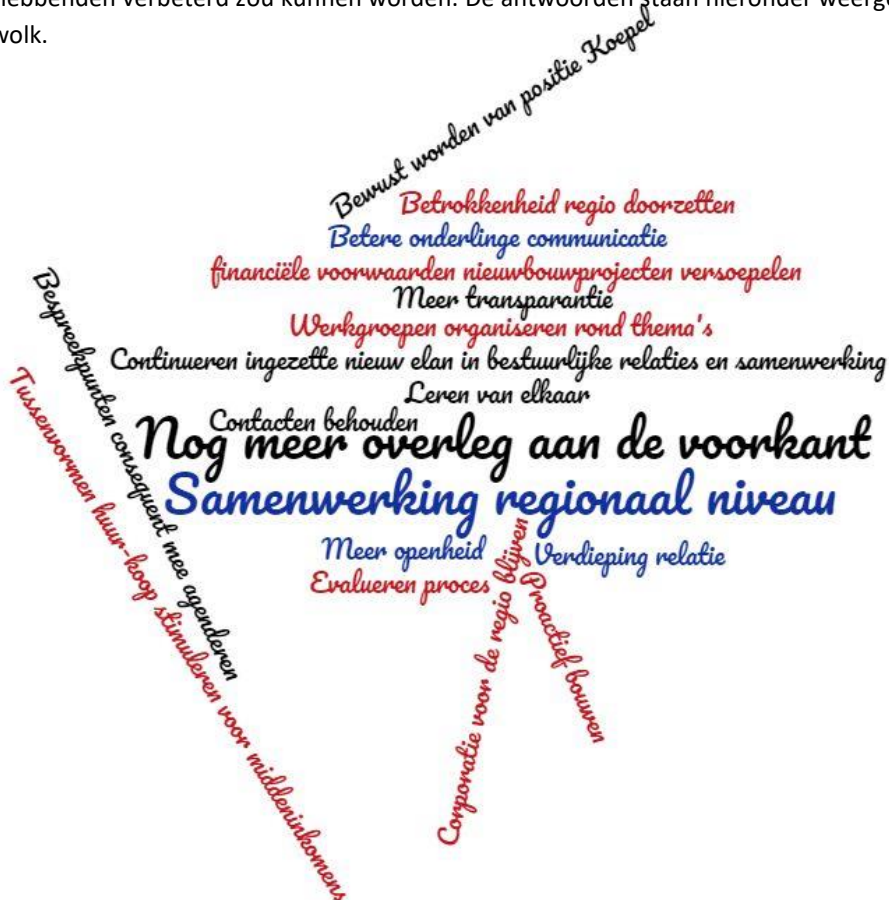 hebbenden verbeterd zou kunnen worden. De antwoorden staan hieronder weerge
wolk.
Bewust worden van positie Koepel
Betrokkenheid regio doorzetten
Betere onderlinge communicatie
financiële voorwaarden nieuwbouwprojecten versoepelen
Meer transparantie
Werkgroepen organiseren rond thema's
Continueren ingezette nieuw elan in bestuurlijke relaties en samenwerking
Leren van elkaar
Contacten behouden
Nog meer overleg aan de voorkant
Samenwerking regionaal niveau
Meer openheid
Verdieping relatie
Evalueren proces
Bespreekpunten consequent mee agenderen
Tussenvormen huur-koop stimuleren voor middeninkomens
Corporatie voor de regio blijven
Proactief bouwen